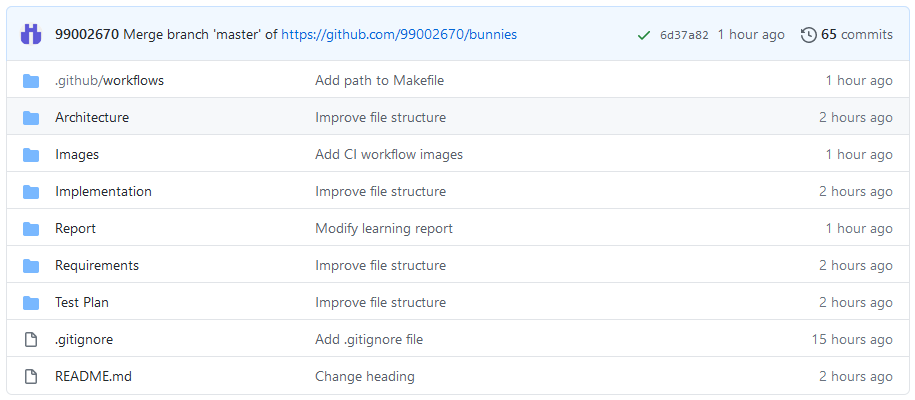 99002670 Merge branch 'master' of https://github.com/99002670/bunnies 6d37a82 1 hour ago 65 commits
.github/workflows Add path to Makefile 1 hour ago
Architecture Improve file structure 2 hours ago
Images Add CI workflow images 1 hour ago
Implementation Improve file structure 2 hours ago
Report Modify learning report 1 hour ago
Requirements Improve file structure 2 hours ago
Test Plan Improve file structure 2 hours ago
.gitignore Add .gitignore file 15 hours ago
README.md Change heading 2 hours ago